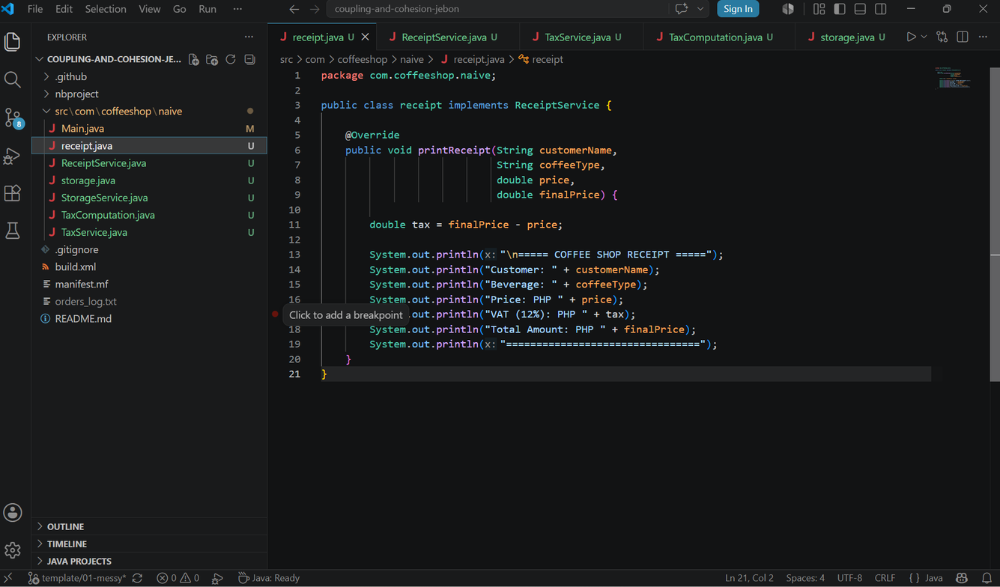 File Edit Selection View Go Run ··· coupling-and-cohesion-jebon Sign In
EXPLORER ···
COUPLING-AND-COHESION-JE...
.github
nbproject
src\com\coffeeshop\naive
Main.java M
receipt.java U
ReceiptService.java U
storage.java U
StorageService.java U
TaxComputation.java U
TaxService.java U
.gitignore
build.xml
manifest.mf
orders_log.txt
README.md
OUTLINE
TIMELINE
JAVA PROJECTS
8
receipt.java U ReceiptService.java U TaxService.java U TaxComputation.java U storage.java U
src > com > coffeeshop > naive > receipt.java > receipt
1 package com.coffeeshop.naive;
2
3 public class receipt implements ReceiptService {
4
5 @Override
6 public void printReceipt(String customerName,
7 String coffeeType,
8 double price,
9 double finalPrice) {
10
11 double tax = finalPrice - price;
12
13 System.out.println(x: "\n===== COFFEE SHOP RECEIPT =====");
14 System.out.println("Customer: " + customerName);
15 System.out.println("Beverage: " + coffeeType);
16 System.out.println("Price: PHP " + price);
Click to add a breakpoint .out.println("VAT (12%): PHP " + tax);
18 System.out.println("Total Amount: PHP " + finalPrice);
19 System.out.println(x: "================================");
20 }
21 }
template/01-messy* 0 0 Java: Ready Ln 21, Col 2 Spaces: 4 UTF-8 CRLF { } Java